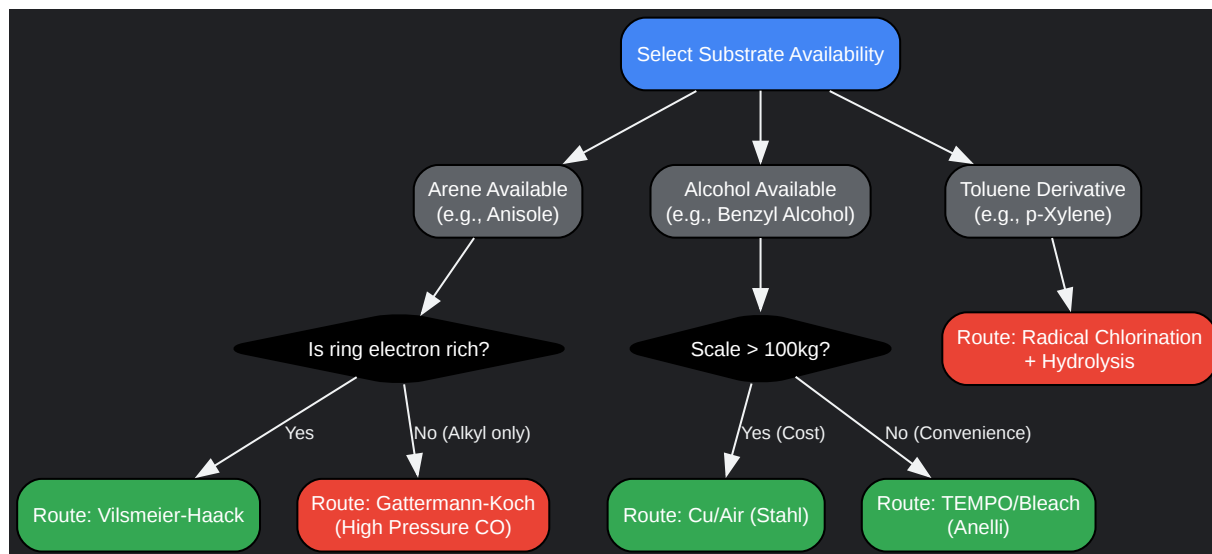 Select Substrate Availability
Arene Available
(e.g., Anisole)
Alcohol Available
(e.g., Benzyl Alcohol)
Toluene Derivative
(e.g., p-Xylene)
Is ring electron rich?
Scale > 100kg?
Route: Radical Chlorination
+ Hydrolysis
Yes
No (Alkyl only)
Yes (Cost)
No (Convenience)
Route: Vilsmeier-Haack
Route: Gattermann-Koch
(High Pressure CO)
Route: Cu/Air (Stahl)
Route: TEMPO/Bleach
(Anelli)